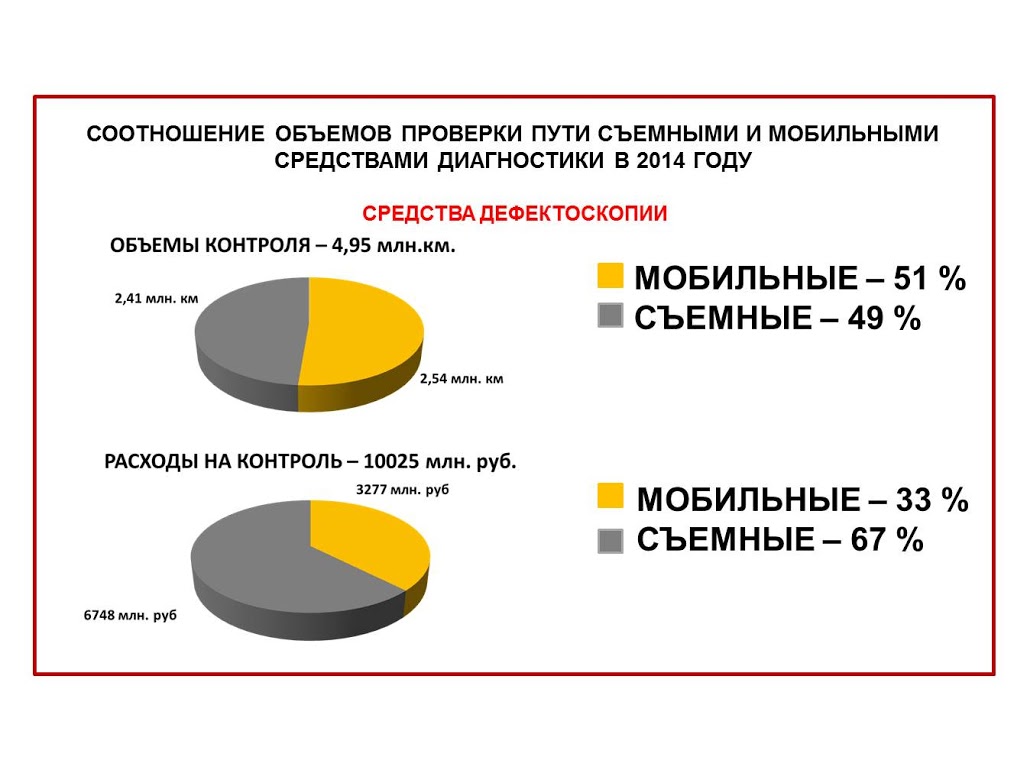 СООТНОШЕНИЕ ОБЪЕМОВ ПРОВЕРКИ ПУТИ СЪЕМНЫМИ И МОБИЛЬНЫМИ
СРЕДСТВАМИ ДИАГНОСТИКИ В 2014 ГОДУ
СРЕДСТВА ДЕФЕКТОСКОПИИ
ОБЪЕМЫ КОНТРОЛЯ – 4,95 млн.км.
2,41 млн. км
2,54 млн. км
МОБИЛЬНЫЕ – 51 %
СЪЕМНЫЕ – 49 %
РАСХОДЫ НА КОНТРОЛЬ – 10025 млн. руб.
3277 млн. руб
6748 млн. руб
МОБИЛЬНЫЕ – 33 %
СЪЕМНЫЕ – 67 %